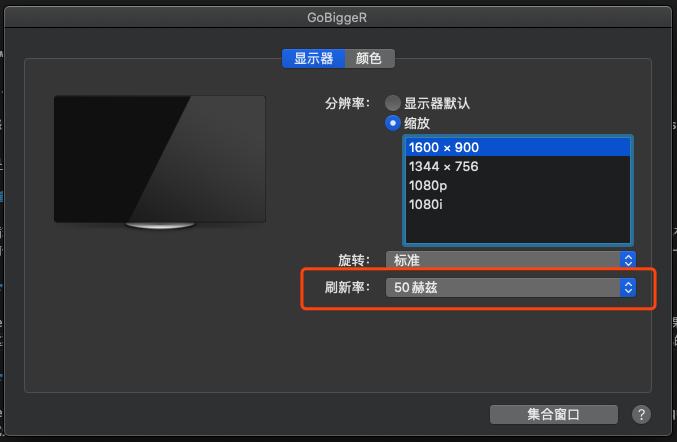 GoBiggeR
显示器 颜色
分辨率： 显示器默认
缩放
1600 × 900
1344 × 756
1080p
1080i
旋转： 标准
刷新率： 50 赫兹
集合窗口 ?